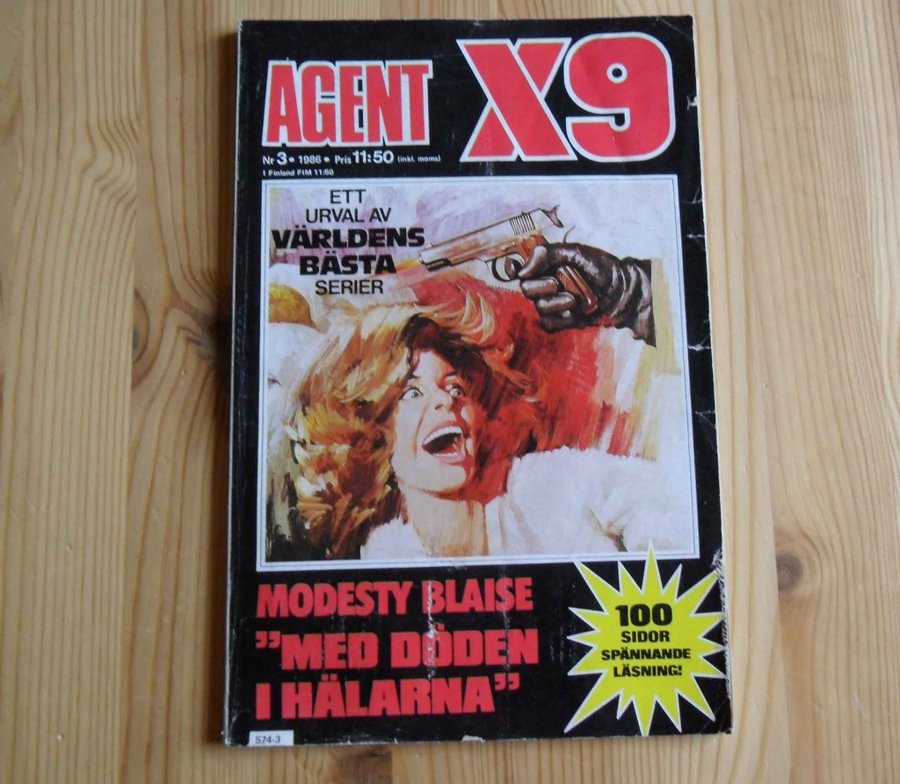 AGENT X9
Nr 3 • 1986 • Pris 11:50 (inkl. moms)
I Finland FIM 11:50
ETT
URVAL AV
VÄRLDENS
BÄSTA
SERIER
MODESTY BLAISE
”MED DÖDEN
I HÄLARNA”
100
SIDOR
SPÄNNANDE
LÄSNING!
574-3